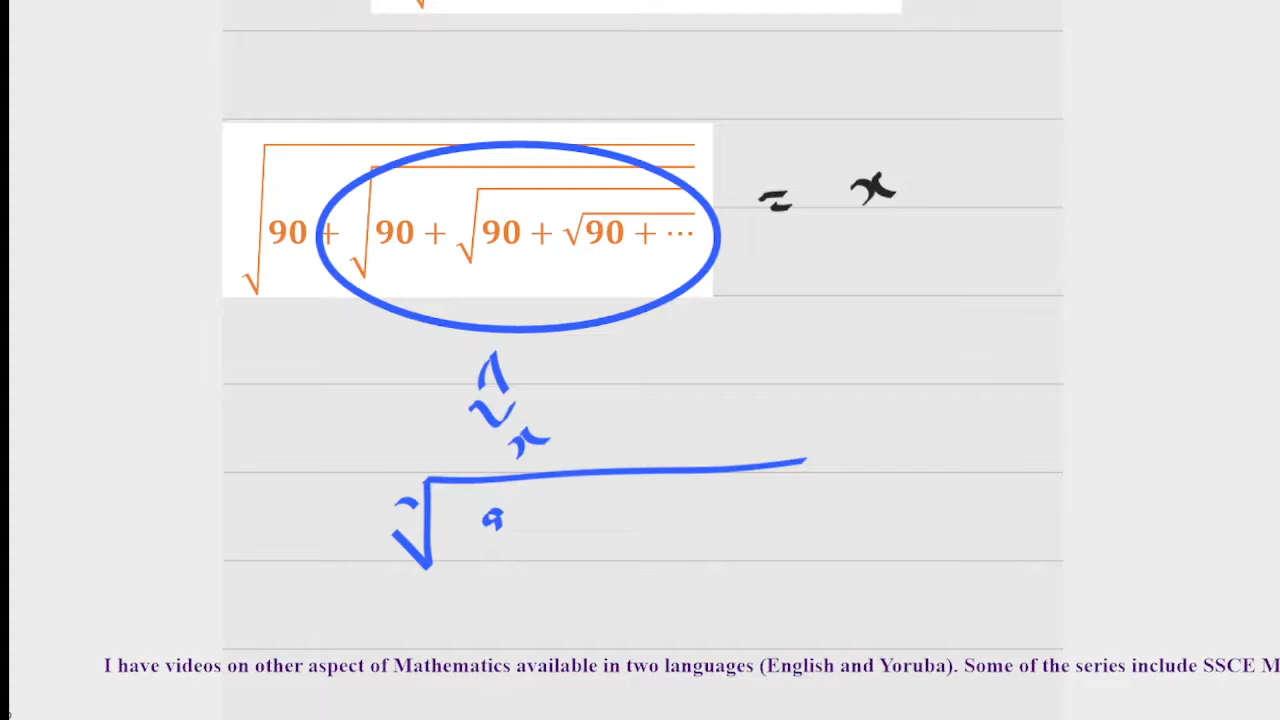 √90 + √90 + √90 + √90 + ⋯ = x
= x
√9
I have videos on other aspect of Mathematics available in two languages (English and Yoruba). Some of the series include SSCE M